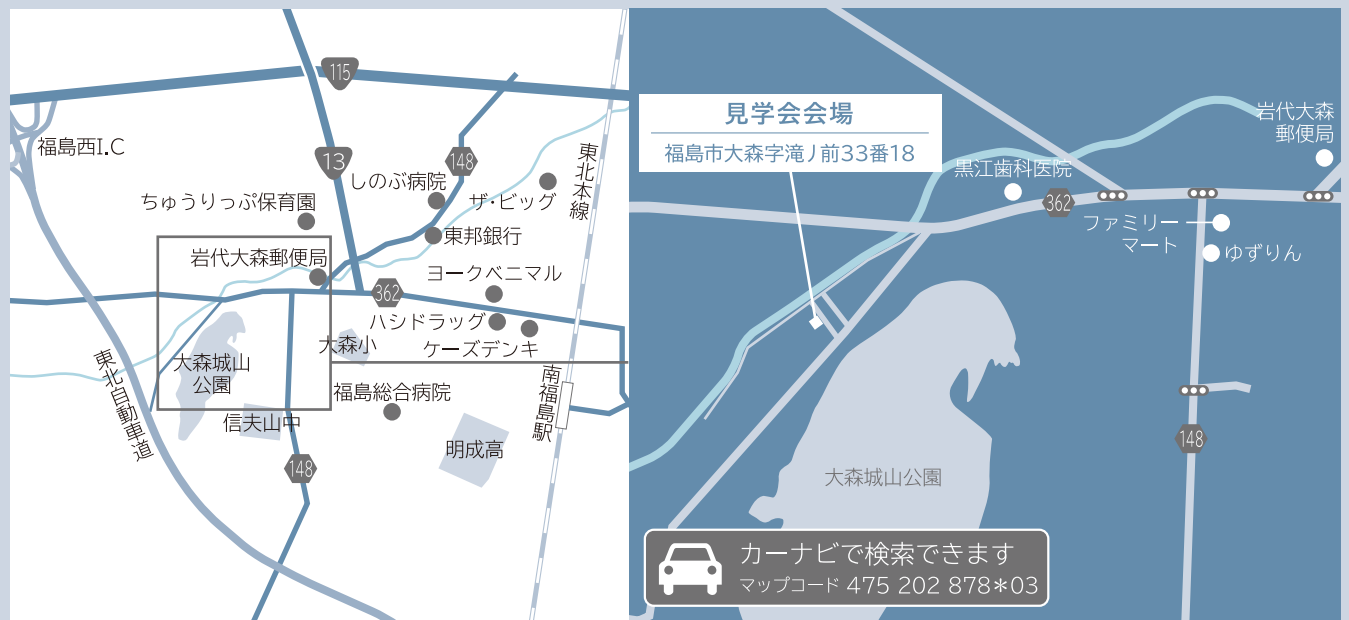 115
福島西I.C
13
148
しのぶ病院
ザ・ビッグ
東北本線
ちゅうりっぷ保育園
東邦銀行
岩代大森郵便局
ヨークベニマル
362
ハシドラッグ
大森小
ケーズデンキ
大森城山
公園
東北自動車道
福島総合病院
南福島駅
信夫山中
明成高
148
見学会会場
福島市大森字滝ノ前33番18
岩代大森
郵便局
黒江歯科医院
362
ファミリー
マート
ゆずりん
148
大森城山公園
カーナビで検索できます
マップコード 475 202 878*03